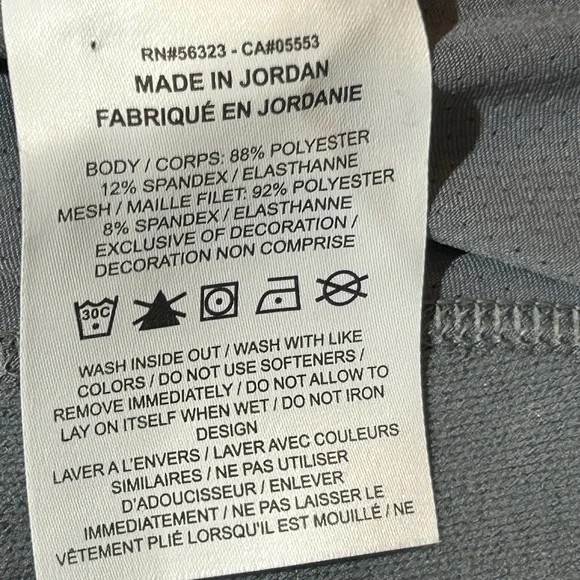 RN#56323 - CA#05553
MADE IN JORDAN
FABRIQUÉ EN JORDANIE
BODY / CORPS: 88% POLYESTER
12% SPANDEX / ELASTHANNE
MESH / MAILLE FILET: 92% POLYESTER
8% SPANDEX / ELASTHANNE
EXCLUSIVE OF DECORATION /
DECORATION NON COMPRISE
30C
WASH INSIDE OUT / WASH WITH LIKE
COLORS / DO NOT USE SOFTENERS /
REMOVE IMMEDIATELY / DO NOT ALLOW TO
LAY ON ITSELF WHEN WET / DO NOT IRON
DESIGN
LAVER A L'ENVERS / LAVER AVEC COULEURS
SIMILAIRES / NE PAS UTILISER
D'ADOUCISSEUR / ENLEVER
IMMÉDIATEMENT / NE PAS LAISSER LE
VÊTEMENT PLIÉ LORSQU'IL EST MOUILLÉ / NE